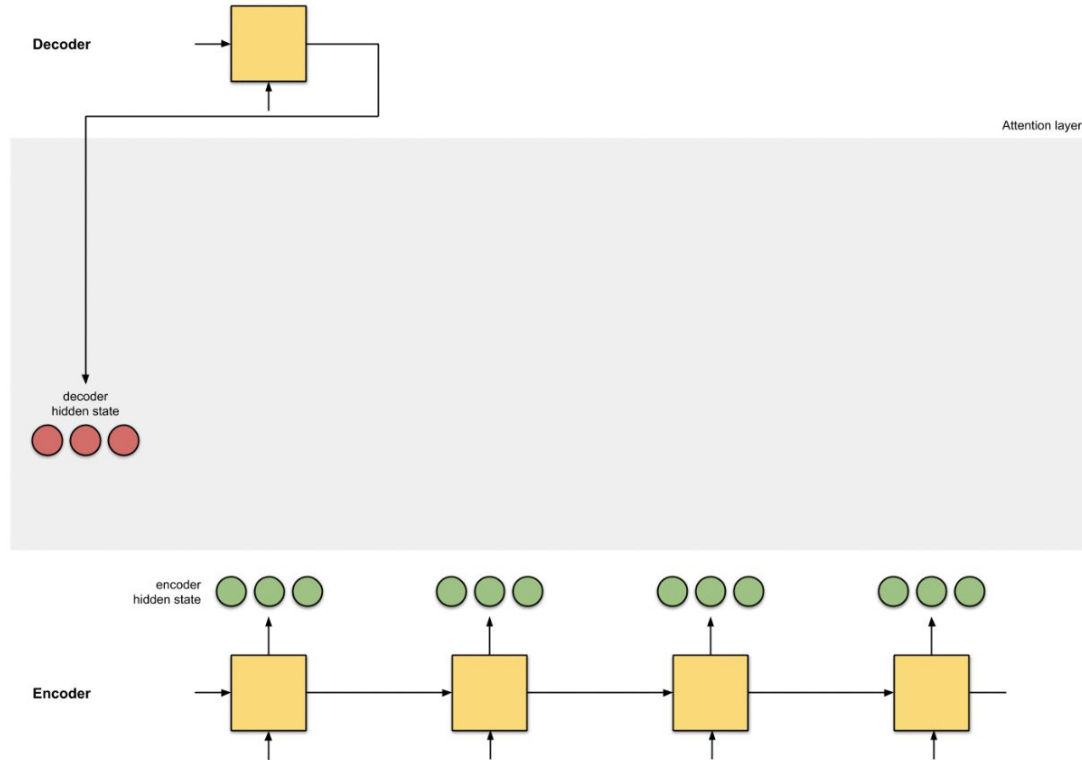 Decoder
Attention layer
decoder
hidden state
encoder
hidden state
Encoder